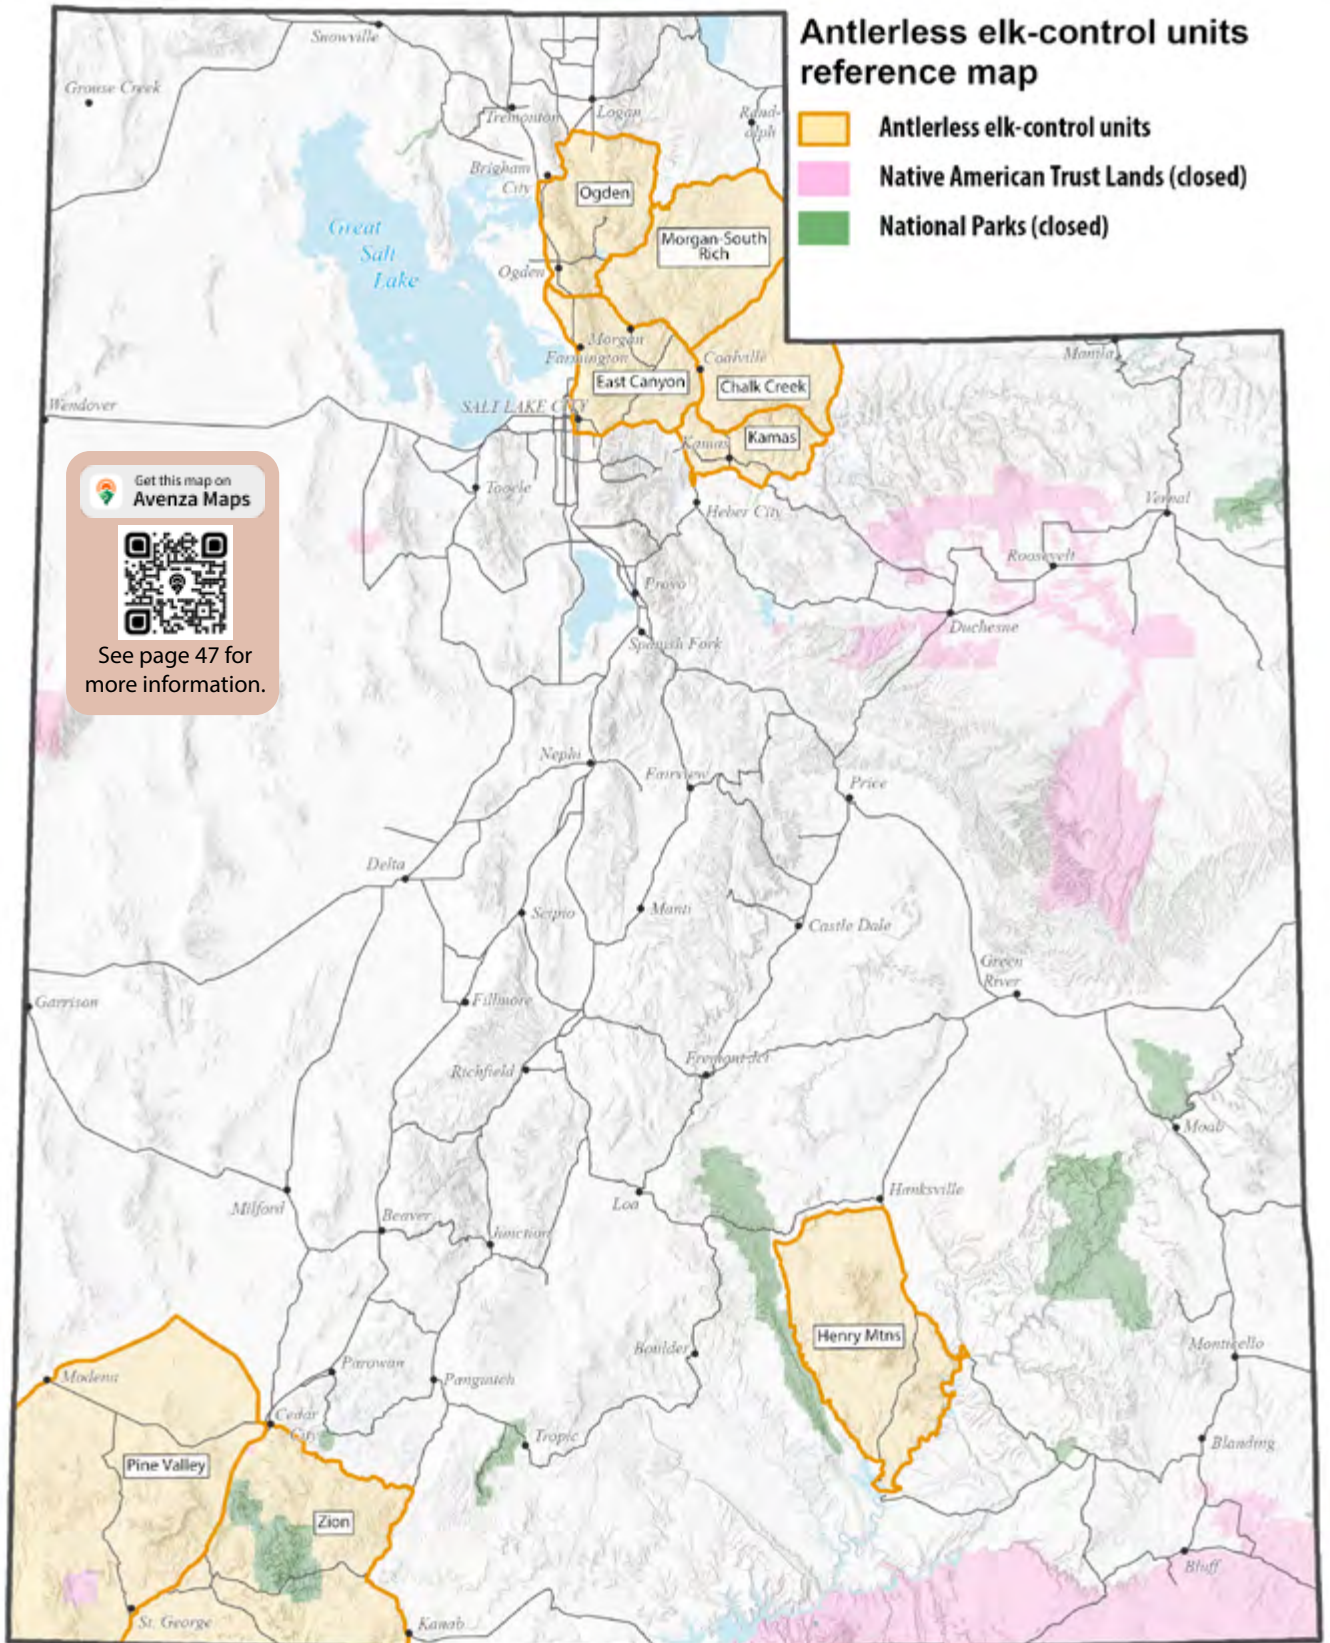 Antlerless elk-control units
reference map
Antlerless elk-control units
Native American Trust Lands (closed)
National Parks (closed)
Snowville
Grouse Creek
Tremonton
Logan
Rand-
olph
Brigham
City
Ogden
Great
Salt
Lake
Morgan-South
Rich
Ogden
Morgan
Farmington
Coalville
Manila
East Canyon
Chalk Creek
Wendover
SALT LAKE CITY
Kamas
Kamas
Get this map on
Avenza Maps
See page 47 for
more information.
Tooele
Heber City
Vernal
Roosevelt
Provo
Duchesne
Spanish Fork
Nephi
Fairview
Price
Delta
Scipio
Manti
Castle Dale
Green
River
Garrison
Fillmore
Richfield
Fremont Jct
Moab
Milford
Loa
Hanksville
Beaver
Junction
Henry Mtns
Boulder
Monticello
Modena
Parowan
Panguitch
Cedar
City
Tropic
Blanding
Pine Valley
Zion
Bluff
St. George
Kanab